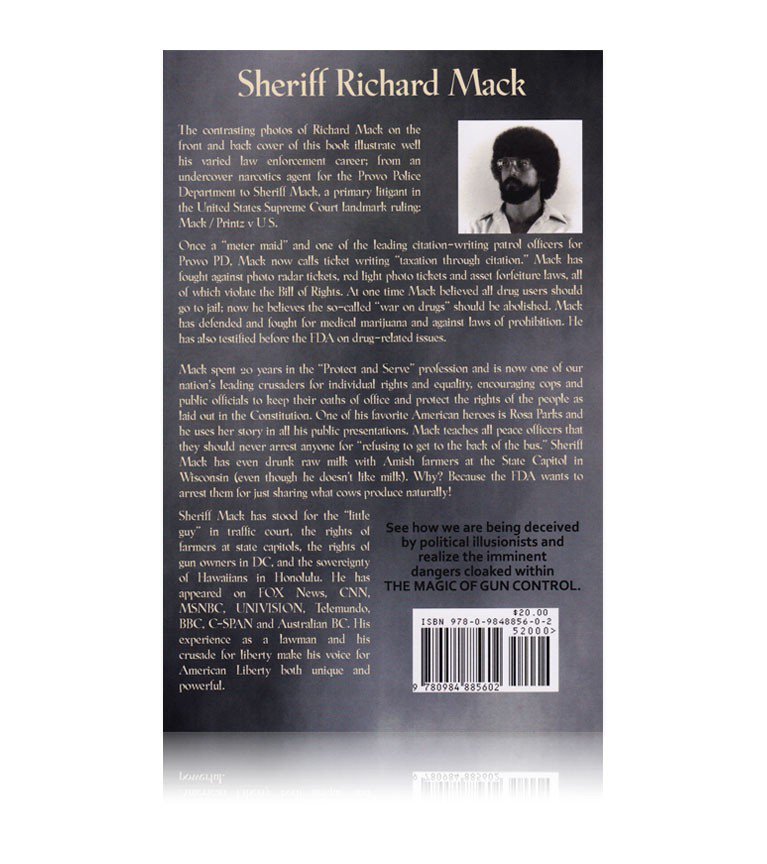 Sheriff Richard Mack
The contrasting photos of Richard Mack on the
front and back cover of this book illustrate well
his varied law enforcement career; from an
undercover narcotics agent for the Provo Police
Department to Sheriff Mack, a primary litigant in
the United States Supreme Court landmark ruling:
Mack / Printz v U S.
Once a "meter maid" and one of the leading citation-writing patrol officers for
Provo PD, Mack now calls ticket writing "taxation through citation." Mack has
fought against photo radar tickets, red light photo tickets and asset forfeiture laws, all
of which violate the Bill of Rights. At one time Mack believed all drug users should
go to jail; now he believes the so-called "war on drugs" should be abolished. Mack
has defended and fought for medical marijuana and against laws of prohibition. He
has also testified before the FDA on drug-related issues.
Mack spent 20 years in the "Protect and Serve" profession and is now one of our
nation's leading crusaders for individual rights and equality, encouraging cops and
public officials to keep their oaths of office and protect the rights of the people as
laid out in the Constitution. One of his favorite American heroes is Rosa Parks and
he uses her story in all his public presentations. Mack teaches all peace officers that
they should never arrest anyone for "refusing to get to the back of the bus." Sheriff
Mack has even drunk raw milk with Amish farmers at the State Capitol in
Wisconsin (even though he doesn't like milk). Why? Because the FDA wants to
arrest them for just sharing what cows produce naturally!
Sheriff Mack has stood for the "little
guy" in traffic court, the rights of
farmers at state capitols, the rights of
gun owners in DC, and the sovereignty
of Hawaiians in Honolulu. He has
appeared on FOX News, CNN,
MSNBC, UNIVISION, Telemundo,
BBC, C-SPAN and Australian BC. His
experience as a lawman and his
crusade for liberty make his voice for
American Liberty both unique and
powerful.
See how we are being deceived
by political illusionists and
realize the imminent
dangers cloaked within
THE MAGIC OF GUN CONTROL.
$20.00
ISBN 978-0-9848856-0-2
52000>
9 780984 885602